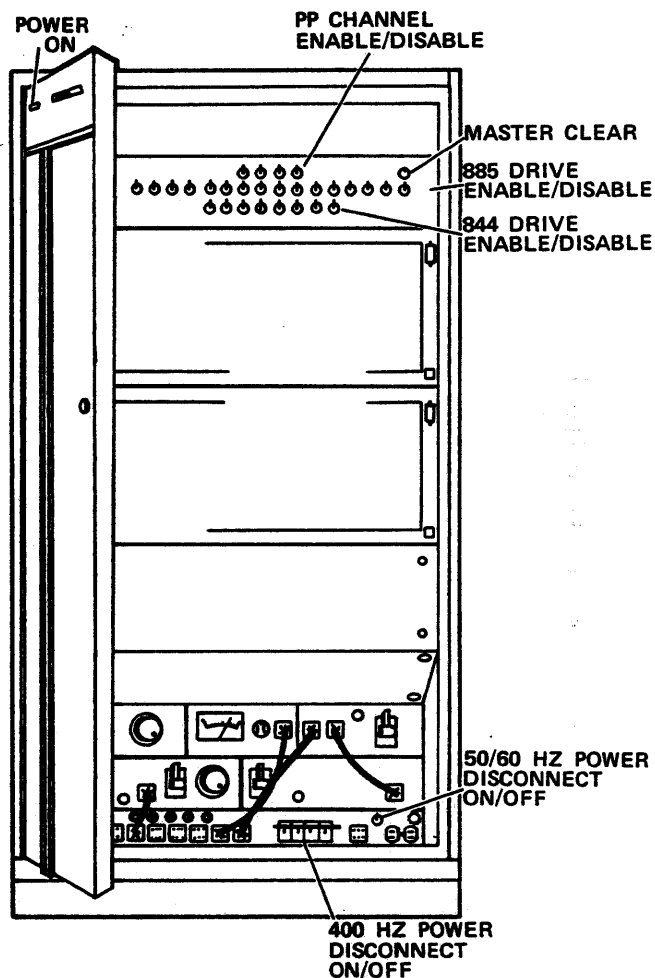 POWER
ON
PP CHANNEL
ENABLE/DISABLE
MASTER CLEAR
885 DRIVE
ENABLE/DISABLE
844 DRIVE
ENABLE/DISABLE
50/60 HZ POWER
DISCONNECT
ON/OFF
400 HZ POWER
DISCONNECT
ON/OFF